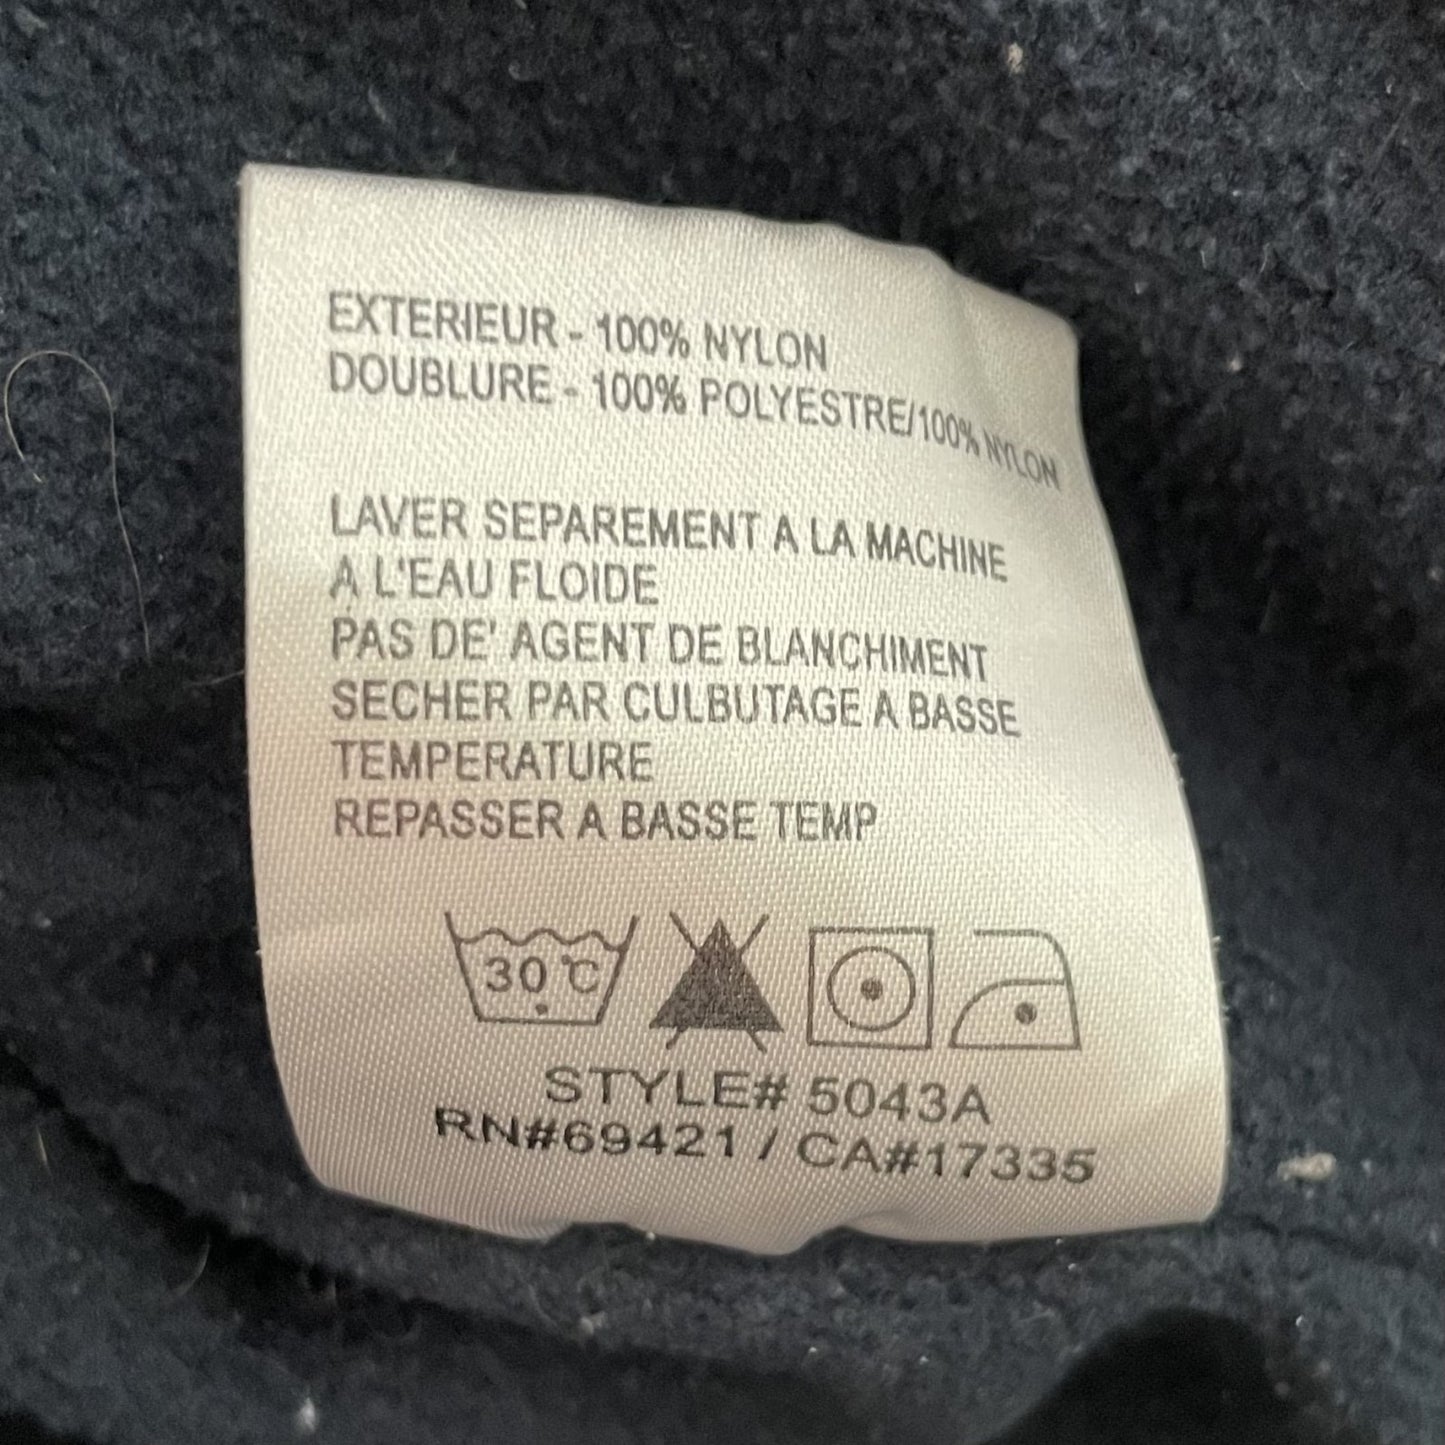 EXTERIEUR - 100% NYLON
DOUBLURE - 100% POLYESTRE/100% NYLON
LAVER SEPAREMENT A LA MACHINE
A L'EAU FLOIDE
PAS DE' AGENT DE BLANCHIMENT
SECHER PAR CULBUTAGE A BASSE
TEMPERATURE
REPASSER A BASSE TEMP
30 °C
STYLE# 5043A
RN#69421 / CA#17335